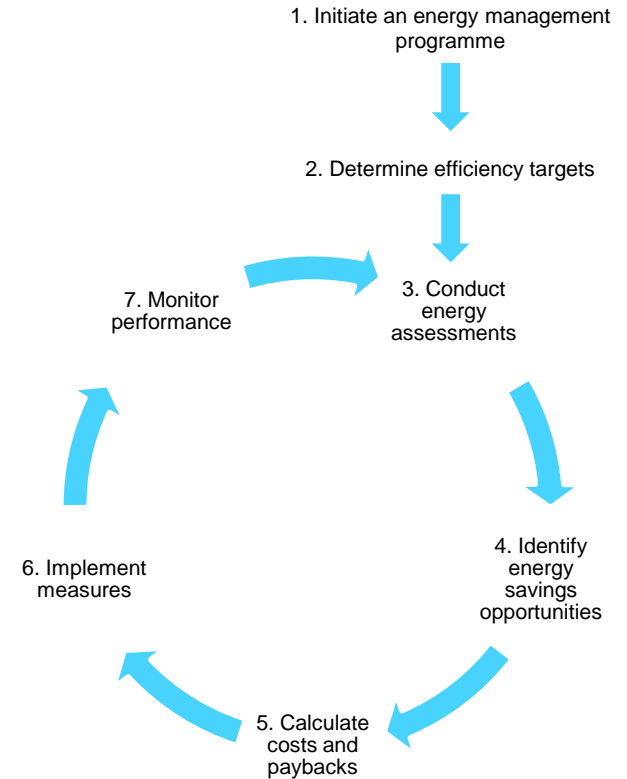 1. Initiate an energy management
programme
2. Determine efficiency targets
3. Conduct
energy
assessments
4. Identify
energy
savings
opportunities
5. Calculate
costs and
paybacks
6. Implement
measures
7. Monitor
performance